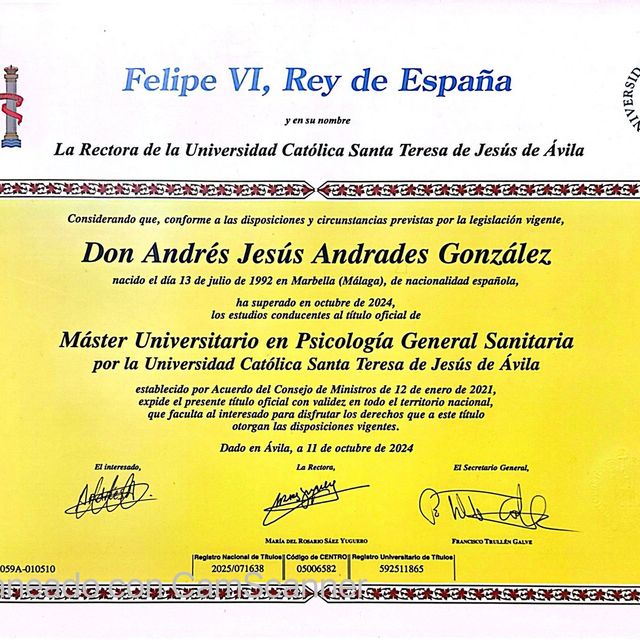 Felipe VI, Rey de España
y en su nombre
La Rectora de la Universidad Católica Santa Teresa de Jesús de Ávila
Considerando que, conforme a las disposiciones y circunstancias previstas por la legislación vigente,
Don Andrés Jesús Andrades González
nacido el día 13 de julio de 1992 en Marbella (Málaga), de nacionalidad española,
ha superado en octubre de 2024,
los estudios conducentes al título oficial de
Máster Universitario en Psicología General Sanitaria
por la Universidad Católica Santa Teresa de Jesús de Ávila
establecido por Acuerdo del Consejo de Ministros de 12 de enero de 2021,
expide el presente título oficial con validez en todo el territorio nacional,
que faculta al interesado para disfrutar los derechos que a este título
otorgan las disposiciones vigentes.
Dado en Ávila, a 11 de octubre de 2024
El interesado, La Rectora, El Secretario General,
MARÍA DEL ROSARIO SÁEZ YUGUERO FRANCISCO TRULLÉN GALVE
Registro Nacional de Títulos Código de CENTRO Registro Universitario de Títulos
059A-010510 2025/071638 05006582 592511865
con CamScanner